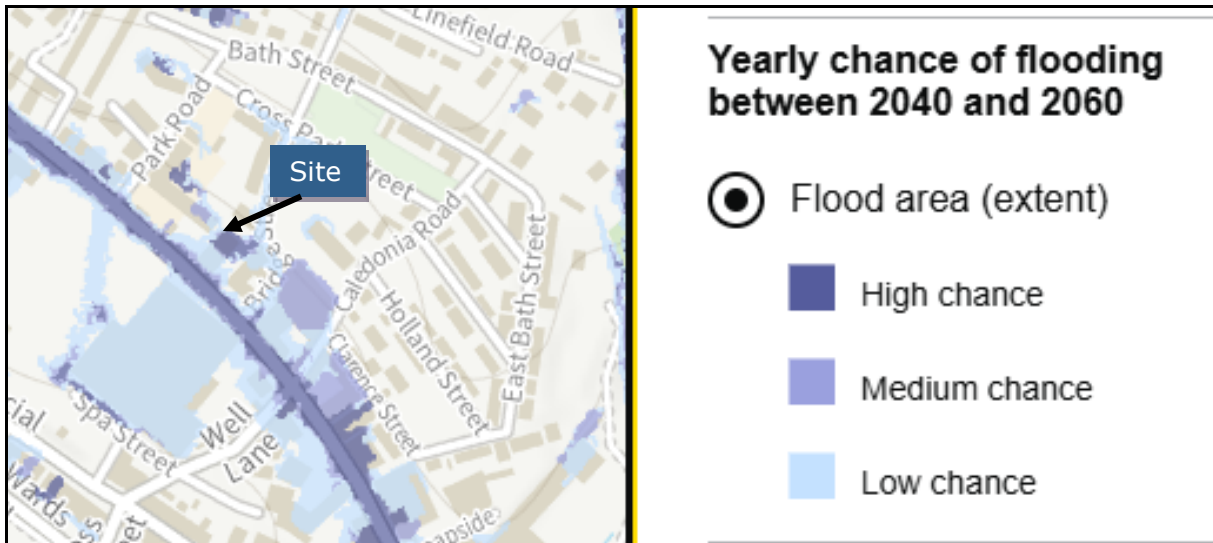 Linefield Road
Bath Street
Cross Park Street
Park Road
Site
Caledonia Road
Holland Street
East Bath Street
Clarence Street
Well
Lane
Spa Street
Yearly chance of flooding
between 2040 and 2060
Flood area (extent)
High chance
Medium chance
Low chance